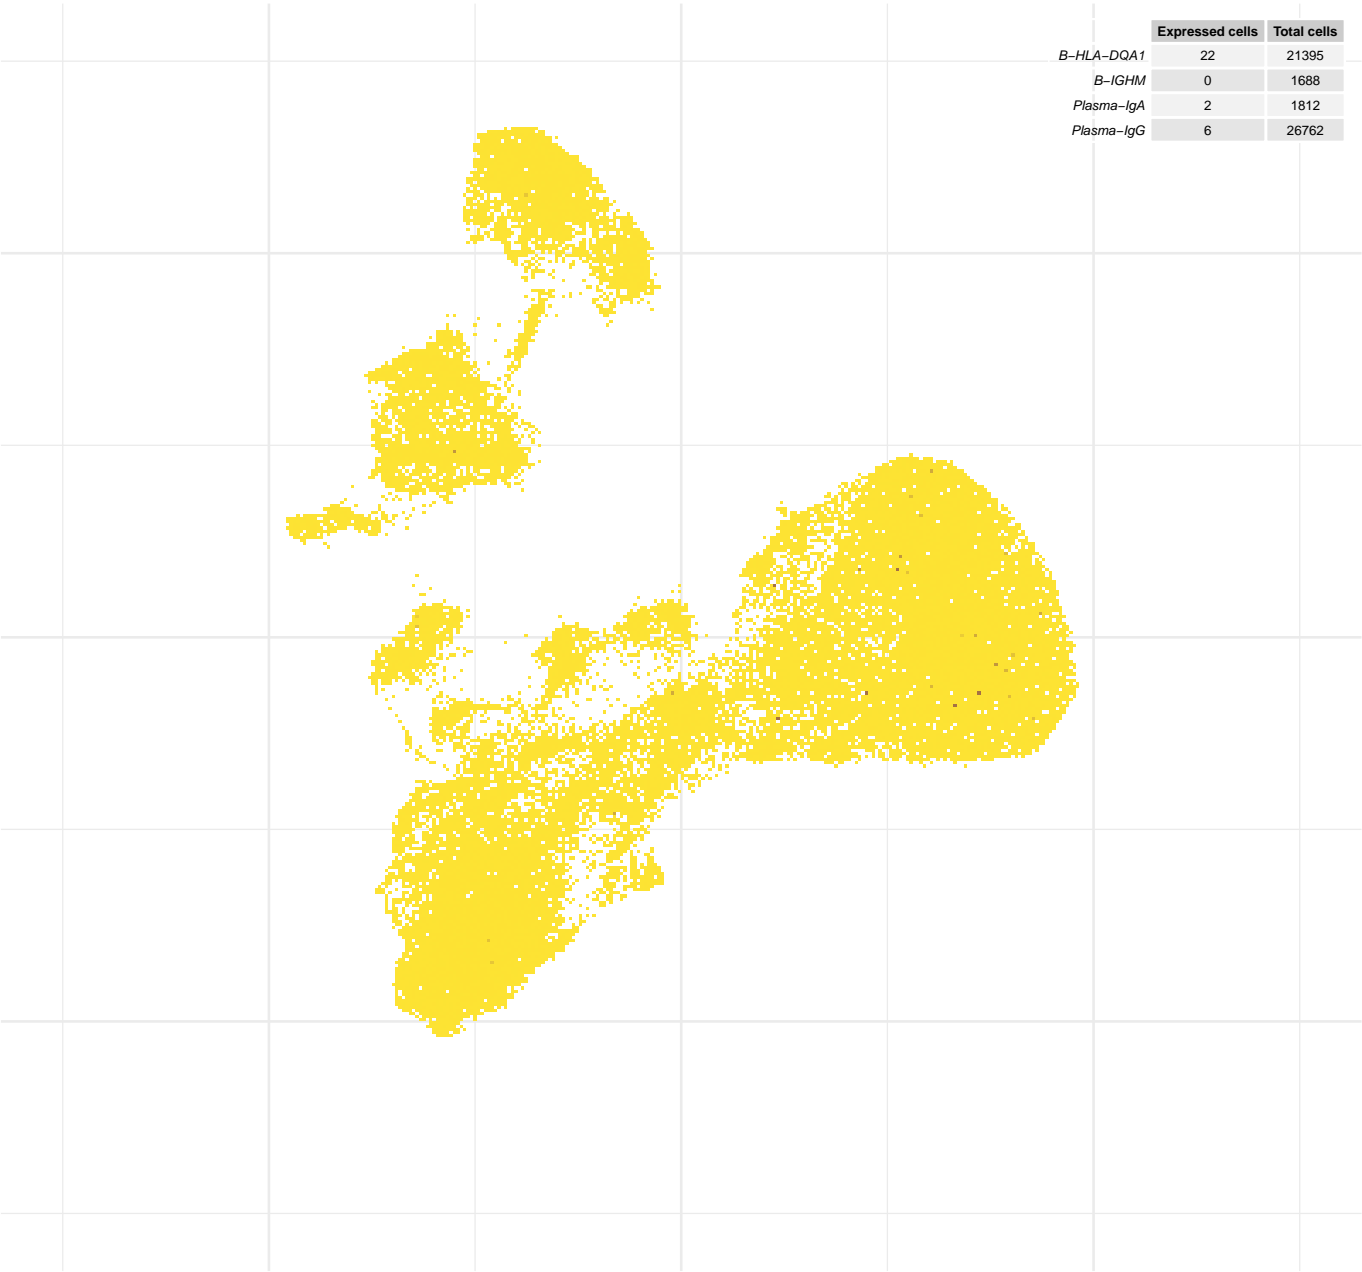 Expressed cells Total cells
B−HLA−DQA1 22 21395
B−IGHM 0 1688
Plasma−IgA 2 1812
Plasma−IgG 6 26762